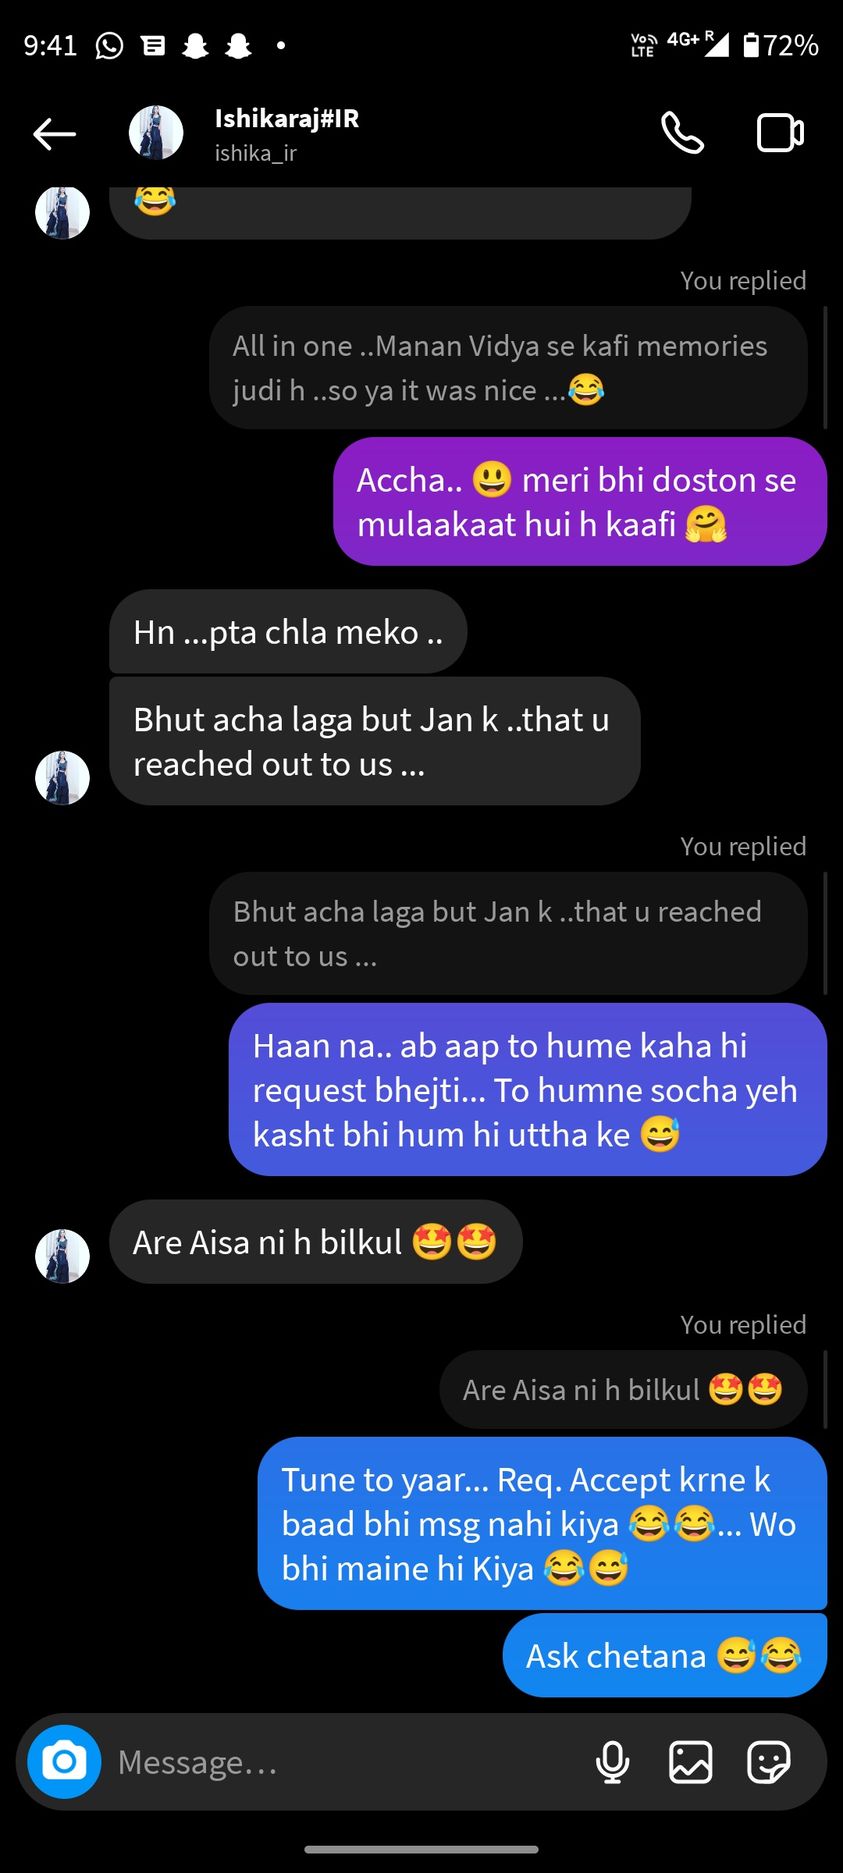 9:41
Vo LTE 4G+ R 72%
Ishikaraj#IR
ishika_ir
😂
You replied
All in one ..Manan Vidya se kafi memories
judi h ..so ya it was nice ...😂
Accha.. 😃 meri bhi doston se
mulaakaat hui h kaafi 🤗
Hn ...pta chla meko ..
Bhut acha laga but Jan k ..that u
reached out to us ...
You replied
Bhut acha laga but Jan k ..that u reached
out to us ...
Haan na.. ab aap to hume kaha hi
request bhejti... To humne socha yeh
kasht bhi hum hi uttha ke 😅
Are Aisa ni h bilkul 🤩🤩
You replied
Are Aisa ni h bilkul 🤩🤩
Tune to yaar... Req. Accept krne k
baad bhi msg nahi kiya 😂😂... Wo
bhi maine hi Kiya 😂😅
Ask chetana 😅😂
Message...